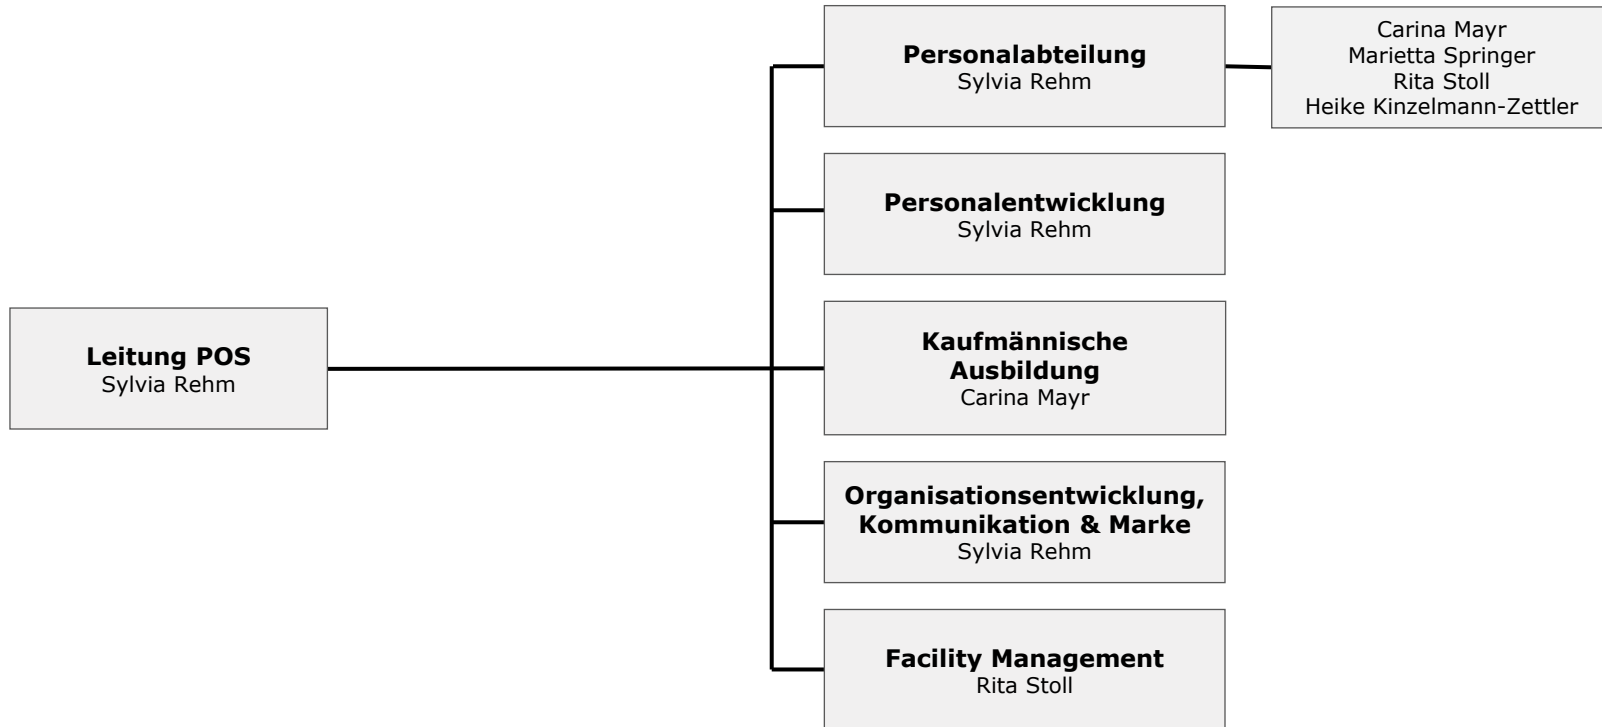 Leitung POS
Sylvia Rehm
Personalabteilung
Sylvia Rehm
Carina Mayr
Marietta Springer
Rita Stoll
Heike Kinzelmann-Zettler
Personalentwicklung
Sylvia Rehm
Kaufmännische
Ausbildung
Carina Mayr
Organisationsentwicklung,
Kommunikation & Marke
Sylvia Rehm
Facility Management
Rita Stoll